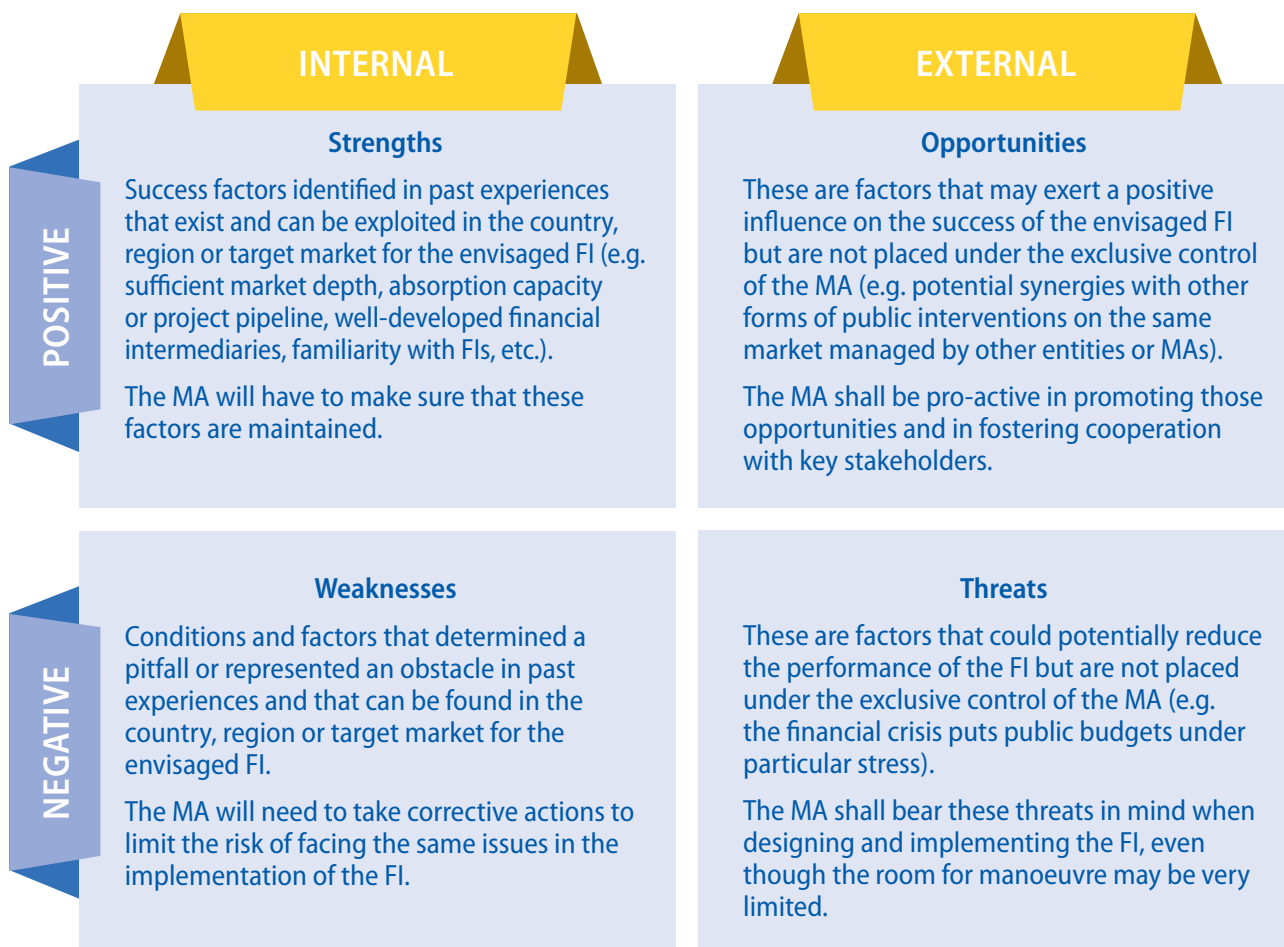 INTERNAL
EXTERNAL
POSITIVE
Strengths
Success factors identified in past experiences
that exist and can be exploited in the country,
region or target market for the envisaged FI (e.g.
sufficient market depth, absorption capacity
or project pipeline, well-developed financial
intermediaries, familiarity with FIs, etc.).
The MA will have to make sure that these
factors are maintained.
Opportunities
These are factors that may exert a positive
influence on the success of the envisaged FI
but are not placed under the exclusive control
of the MA (e.g. potential synergies with other
forms of public interventions on the same
market managed by other entities or MAs).
The MA shall be pro-active in promoting those
opportunities and in fostering cooperation
with key stakeholders.
NEGATIVE
Weaknesses
Conditions and factors that determined a
pitfall or represented an obstacle in past
experiences and that can be found in the
country, region or target market for the
envisaged FI.
The MA will need to take corrective actions to
limit the risk of facing the same issues in the
implementation of the FI.
Threats
These are factors that could potentially reduce
the performance of the FI but are not placed
under the exclusive control of the MA (e.g.
the financial crisis puts public budgets under
particular stress).
The MA shall bear these threats in mind when
designing and implementing the FI, even
though the room for manoeuvre may be very
limited.